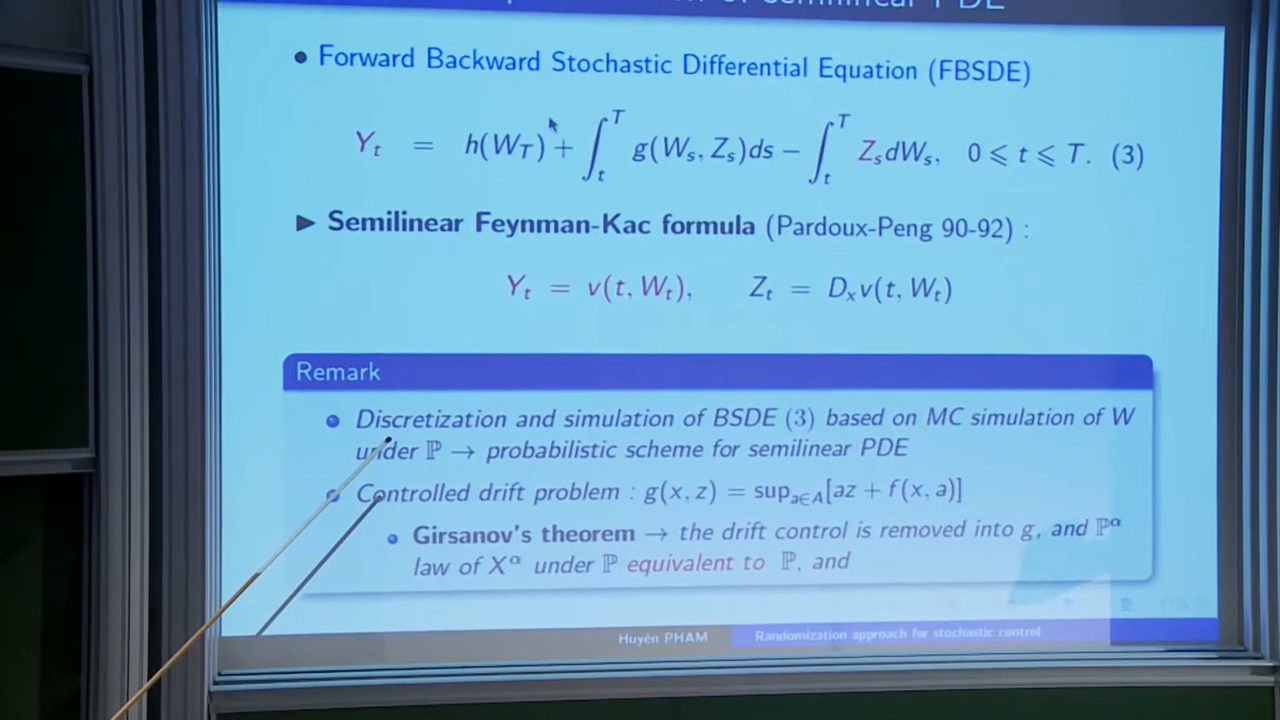 semilinear PDE
• Forward Backward Stochastic Differential Equation (FBSDE)
Y_t = h(W_T) + ∫_t^T g(W_s, Z_s)ds − ∫_t^T Z_s dW_s, 0 ⩽ t ⩽ T. (3)
► Semilinear Feynman-Kac formula (Pardoux-Peng 90-92) :
Y_t = v(t, W_t), Z_t = D_x v(t, W_t)
Remark
• Discretization and simulation of BSDE (3) based on MC simulation of W
under ℙ → probabilistic scheme for semilinear PDE
• Controlled drift problem : g(x, z) = sup_{a∈A}[az + f(x, a)]
• Girsanov's theorem → the drift control is removed into g, and ℙ^α
law of X^α under ℙ equivalent to ℙ, and
Huyên PHAM Randomization approach for stochastic control